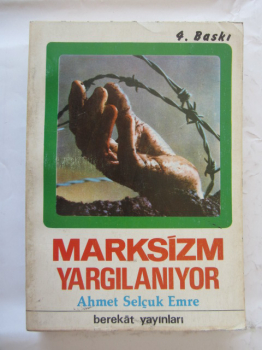 4. Baskı
MARKSİZM
YARGILANIYOR
Ahmet Selçuk Emre
berekât yayınları